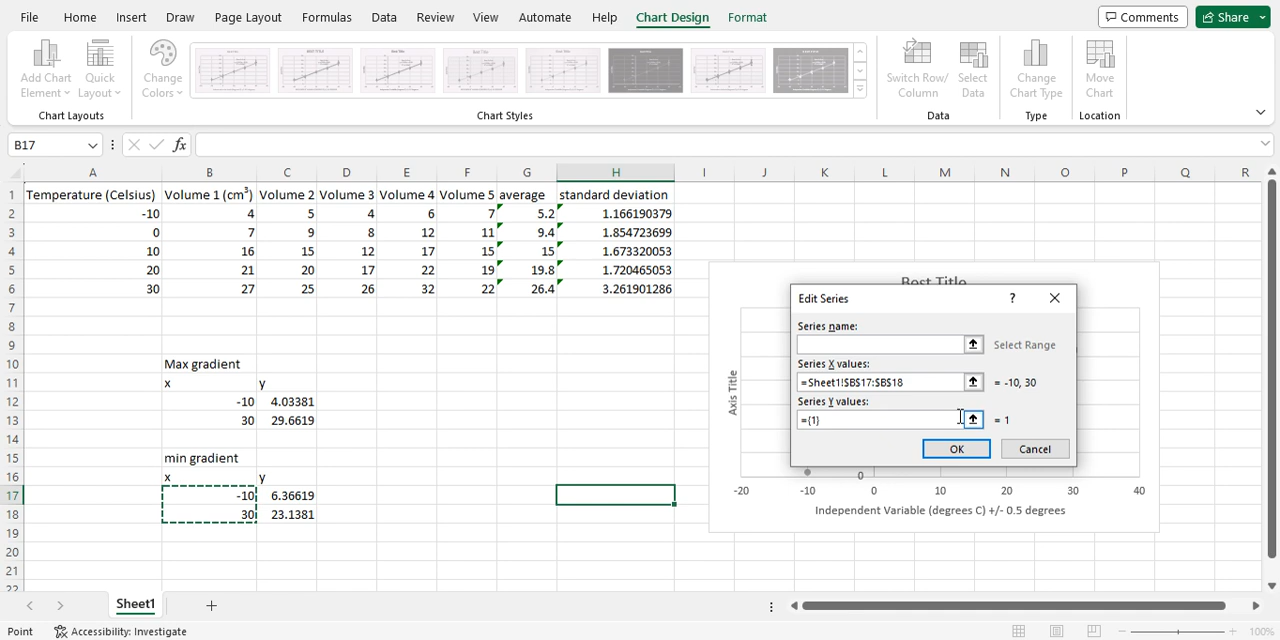 File Home Insert Draw Page Layout Formulas Data Review View Automate Help Chart Design Format Comments Share
Add Chart Element Quick Layout Change Colors Switch Row/ Column Select Data Change Chart Type Move Chart
Chart Layouts Chart Styles Data Type Location
B17 fx
A B C D E F G H I J K L M N O P Q R
1 Temperature (Celsius) Volume 1 (cm³) Volume 2 Volume 3 Volume 4 Volume 5 average standard deviation
2 -10 4 5 4 6 7 5.2 1.166190379
3 0 7 9 8 12 11 9.4 1.854723699
4 10 16 15 12 17 15 15 1.673320053
5 20 21 20 17 22 19 19.8 1.720465053
6 30 27 25 26 32 22 26.4 3.261901286
7
8
9
10 Max gradient
11 x y
12 -10 4.03381
13 30 29.6619
14
15 min gradient
16 x y
17 -10 6.36619
18 30 23.1381
19
20
21
22
Best Title
Axis Title
0
-20 -10 0 10 20 30 40
Independent Variable (degrees C) +/- 0.5 degrees
Edit Series ?
Series name:
Select Range
Series X values:
=Sheet1!$B$17:$B$18 = -10, 30
Series Y values:
={1} = 1
OK Cancel
Sheet1
Point Accessibility: Investigate 100%